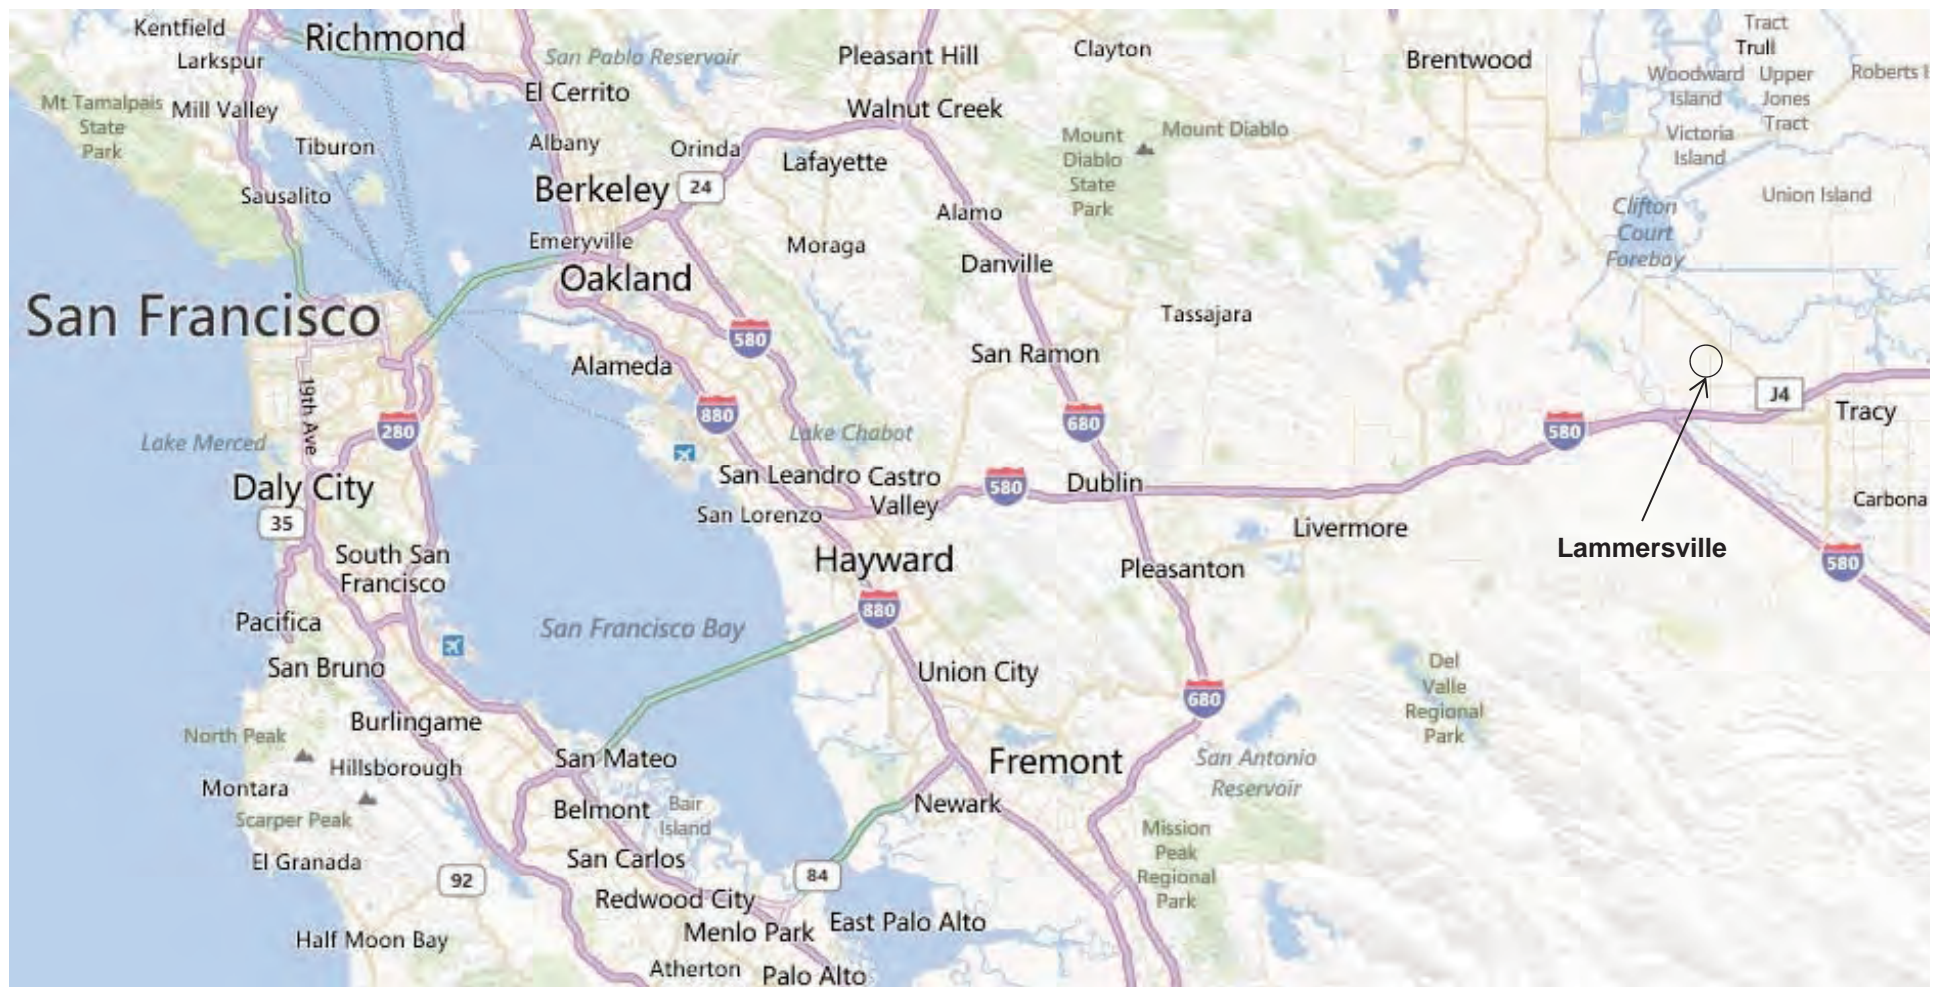 Kentfield
Richmond
Larkspur
San Pablo Reservoir
Pleasant Hill
Clayton
Brentwood
Tract
Trull
Woodward
Island
Upper
Jones
Tract
Roberts I
Mt Tamalpais
State
Park
Mill Valley
El Cerrito
Walnut Creek
Tiburon
Albany
Orinda
Lafayette
Mount
Diablo
State
Park
Mount Diablo
Victoria
Island
Sausalito
Berkeley
24
Alamo
Union Island
Clifton
Court
Forebay
Emeryville
Moraga
Danville
Oakland
San Francisco
Tassajara
580
Alameda
San Ramon
19th Ave
880
680
J4
Tracy
280
Lake Merced
Lake Chabot
580
Daly City
San Leandro
Castro
Valley
580
Dublin
35
San Lorenzo
Livermore
Carbona
Lammersville
South San
Francisco
Hayward
Pleasanton
580
880
Pacifica
San Francisco Bay
San Bruno
Union City
680
Del
Valle
Regional
Park
Burlingame
North Peak
Hillsborough
San Mateo
Fremont
San Antonio
Reservoir
Montara
Scarper Peak
Belmont
Bair
Island
Newark
Mission
Peak
Regional
Park
El Granada
92
San Carlos
84
Redwood City
Menlo Park
East Palo Alto
Half Moon Bay
Atherton
Palo Alto